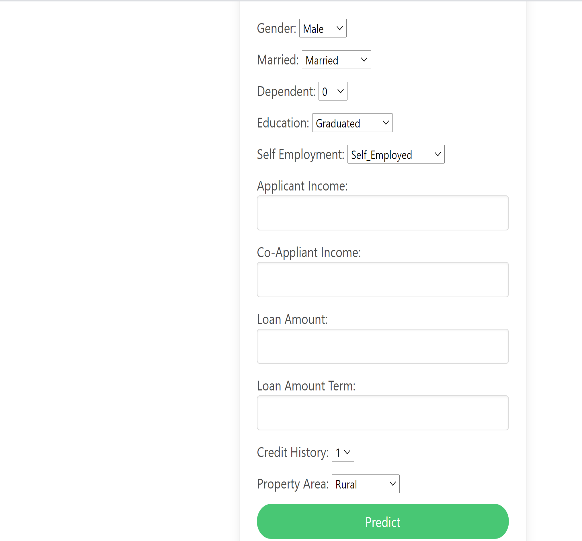 Gender: Male
Married: Married
Dependent: 0
Education: Graduated
Self Employment: Self_Employed
Applicant Income:
Co-Appliant Income:
Loan Amount:
Loan Amount Term:
Credit History: 1
Property Area: Rural
Predict